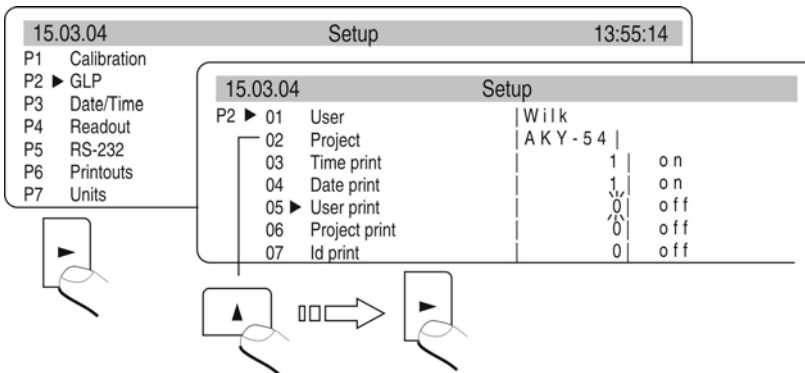 15.03.04 Setup 13:55:14
P1 Calibration
P2 ► GLP
P3 Date/Time
P4 Readout
P5 RS-232
P6 Printouts
P7 Units
15.03.04 Setup
P2 ► 01 User |Wilk
02 Project |AKY-54|
03 Time print | 1| on
04 Date print | 1| on
05 ► User print | 0| off
06 Project print | 0| off
07 Id print | 0| off